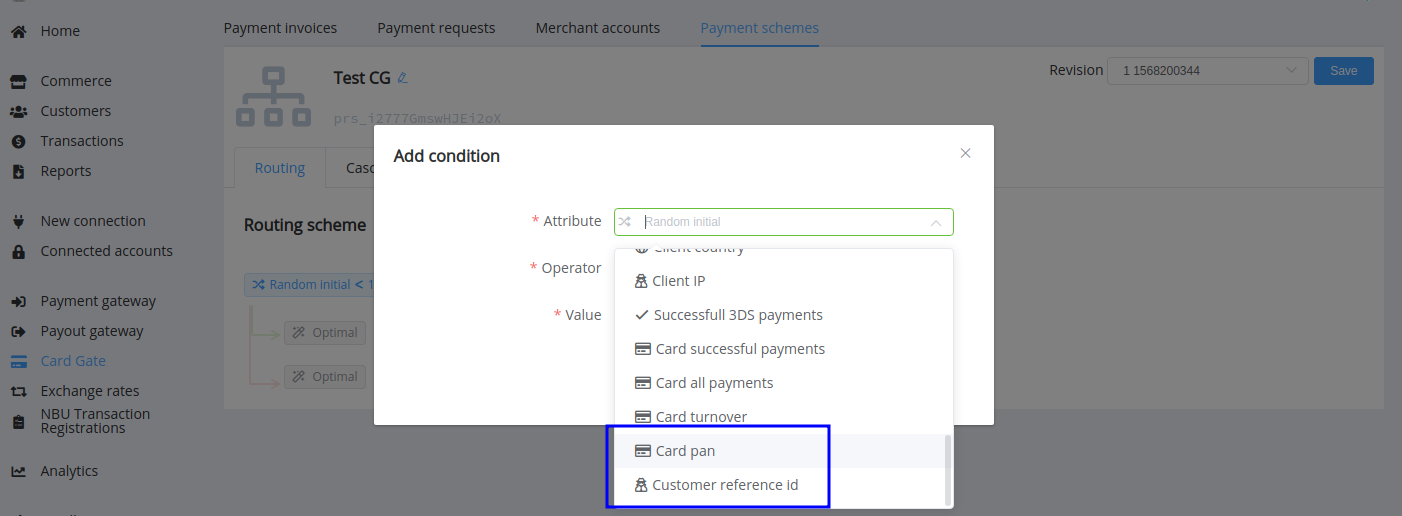 Home
Commerce
Customers
Transactions
Reports
New connection
Connected accounts
Payment gateway
Payout gateway
Card Gate
Exchange rates
NBU Transaction
Registrations
Analytics
Payment invoices Payment requests Merchant accounts Payment schemes
Test CG
prs_i2777GmswHJEi2oX
Revision 1 1568200344 Save
Routing Casc
Routing scheme
Random initial < 1
Optimal
Optimal
Add condition
* Attribute Random initial
* Operator
* Value
Client country
Client IP
Successfull 3DS payments
Card successful payments
Card all payments
Card turnover
Card pan
Customer reference id